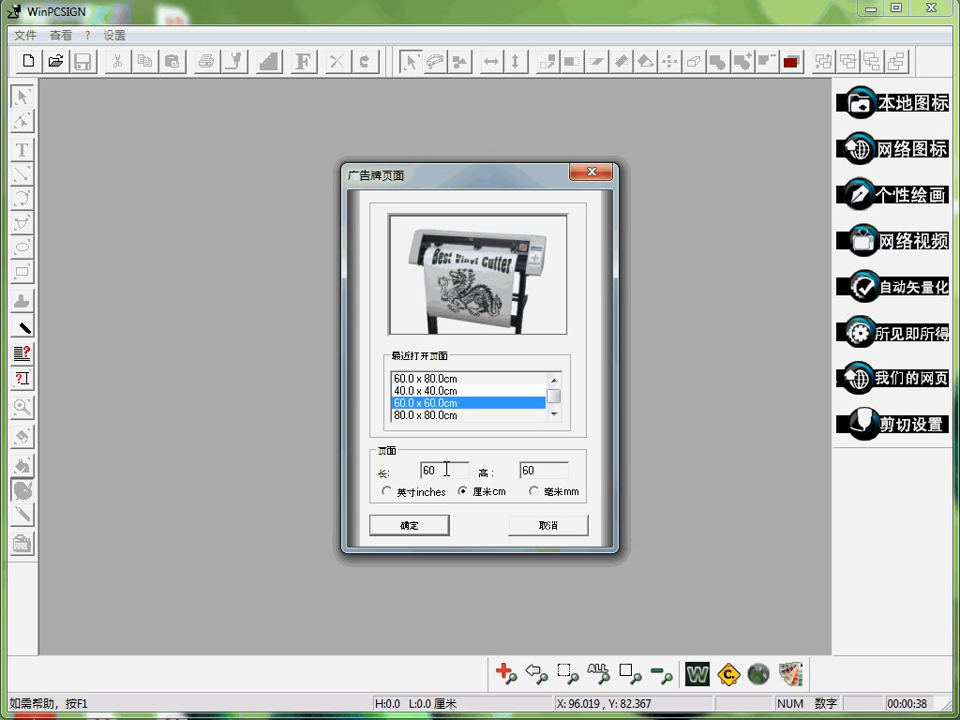 WinPCSIGN
文件 查看 ? 设置
本地图标
网络图标
个性绘画
网络视频
自动矢量化
所见即所得
我们的网页
剪切设置
广告牌页面
Best Vinyl Cutter
最近打开页面
60.0 x 80.0cm
40.0 x 40.0cm
60.0 x 60.0cm
80.0 x 80.0cm
页面
长: 60 高: 60
英寸inches 厘米cm 毫米mm
确定 取消
ALL W C.
如需帮助，按F1 H:0.0 L:0.0 厘米 X: 96.019 , Y: 82.367 NUM 数字 00:00:38